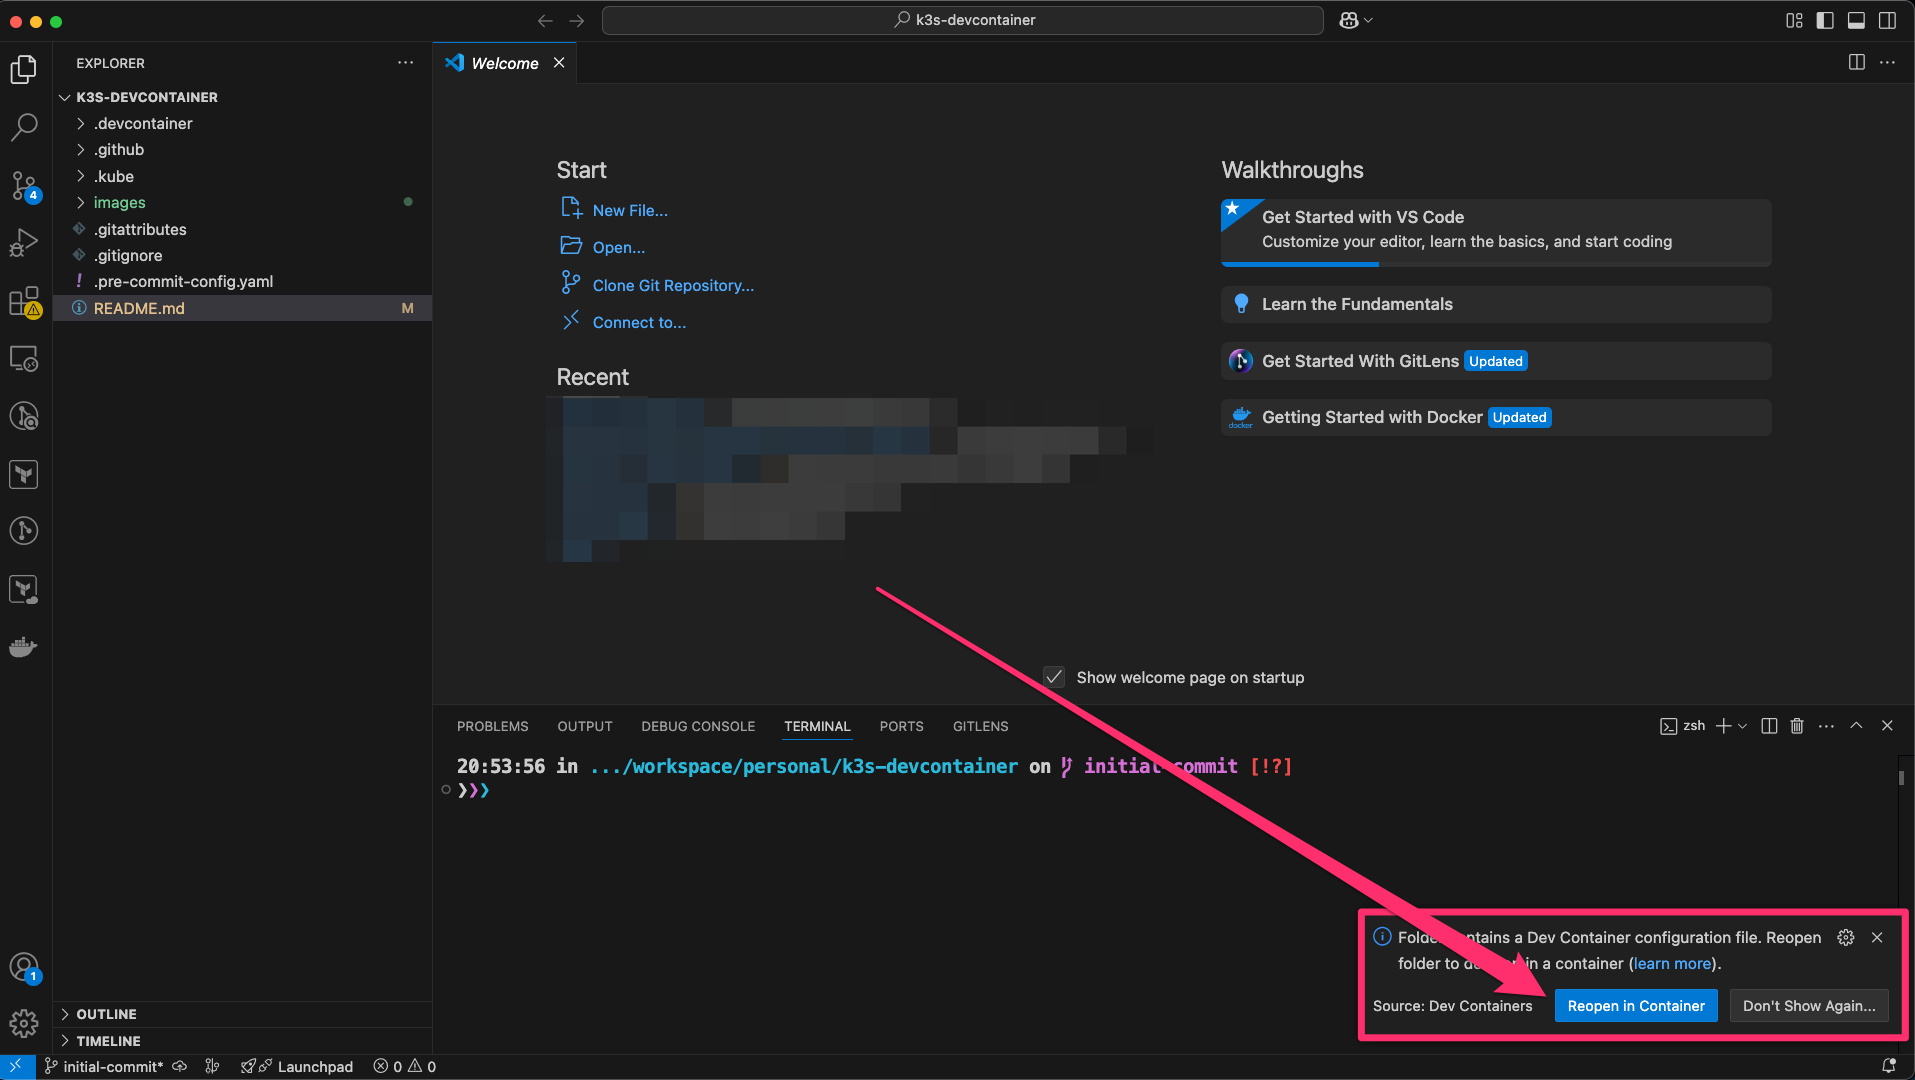 k3s-devcontainer
EXPLORER
K3S-DEVCONTAINER
.devcontainer
.github
.kube
images
.gitattributes
.gitignore
! .pre-commit-config.yaml
README.md M
4
1
OUTLINE
TIMELINE
Welcome
Start
New File...
Open...
Clone Git Repository...
Connect to...
Recent
Walkthroughs
Get Started with VS Code
Customize your editor, learn the basics, and start coding
Learn the Fundamentals
Get Started With GitLens Updated
docker
Getting Started with Docker Updated
Show welcome page on startup
PROBLEMS OUTPUT DEBUG CONSOLE TERMINAL PORTS GITLENS
zsh
20:53:56 in .../workspace/personal/k3s-devcontainer on initial-commit [!?]
❯❯❯
a Dev Container configuration file. Reopen
folder to in a container (learn more).
Source: Dev Containers
Reopen in Container
Don't Show Again...
initial-commit* Launchpad 0 0